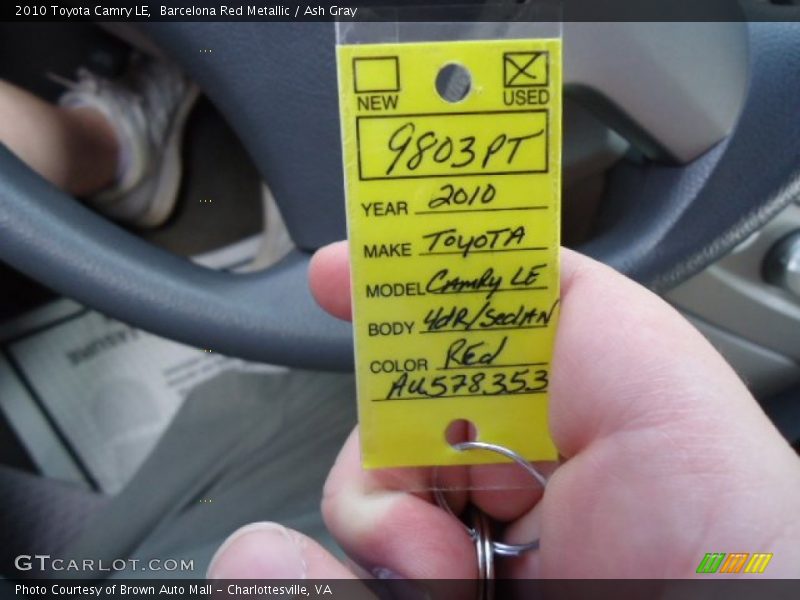 2010 Toyota Camry LE,  Barcelona Red Metallic / Ash Gray
NEW USED
9803PT
YEAR 2010
MAKE TOYOTA
MODEL CAMRY LE
BODY 4dR/SedAN
COLOR Red
AU578353
GTCARLOT.COM
Photo Courtesy of Brown Auto Mall - Charlottesville, VA